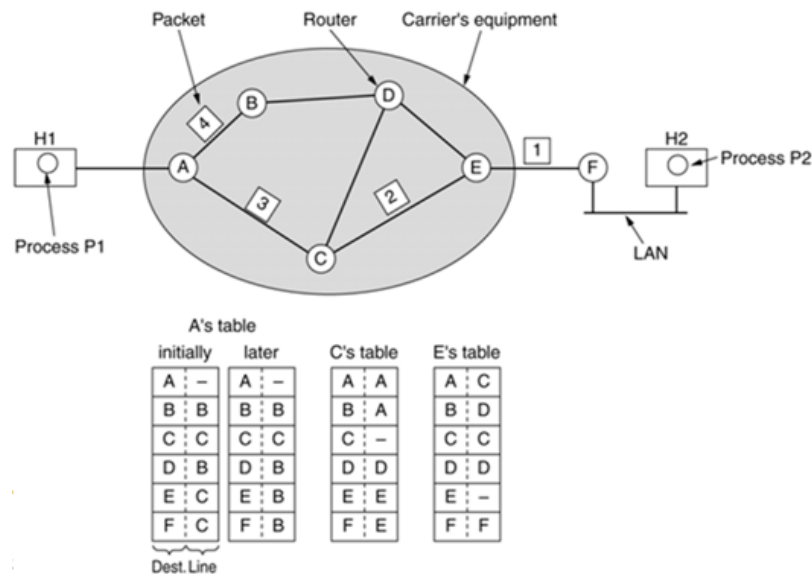 Packet
Router
Carrier's equipment
H1
A
B
D
C
E
F
4
3
2
1
H2
Process P1
Process P2
LAN
A's table
initially later C's table E's table
A – A – A A A C
B B B B B A B D
C C C C C – C C
D B D B D D D D
E C E B E E E –
F C F B F E F F
Dest. Line